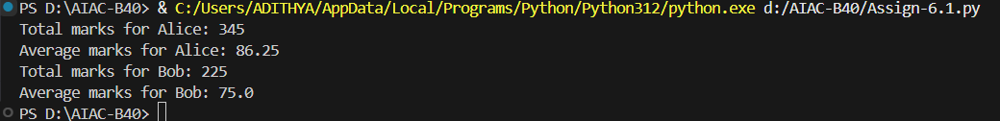 PS D:\AIAC-B40> & C:/Users/ADITHYA/AppData/Local/Programs/Python/Python312/python.exe d:/AIAC-B40/Assign-6.1.py
Total marks for Alice: 345
Average marks for Alice: 86.25
Total marks for Bob: 225
Average marks for Bob: 75.0
PS D:\AIAC-B40>